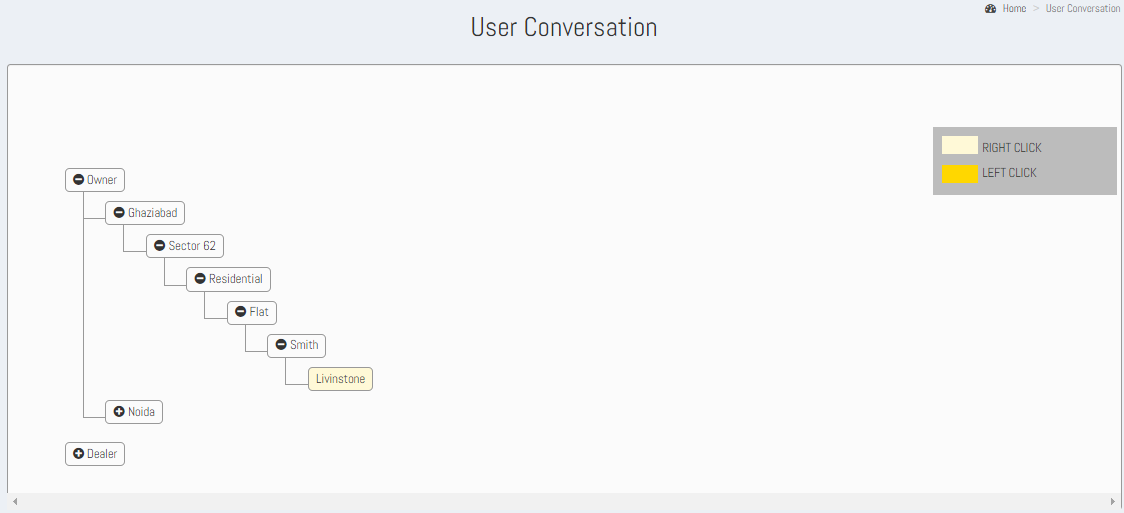 Home > User Conversation
User Conversation
RIGHT CLICK
LEFT CLICK
Owner
Ghaziabad
Sector 62
Residential
Flat
Smith
Livinstone
Noida
Dealer